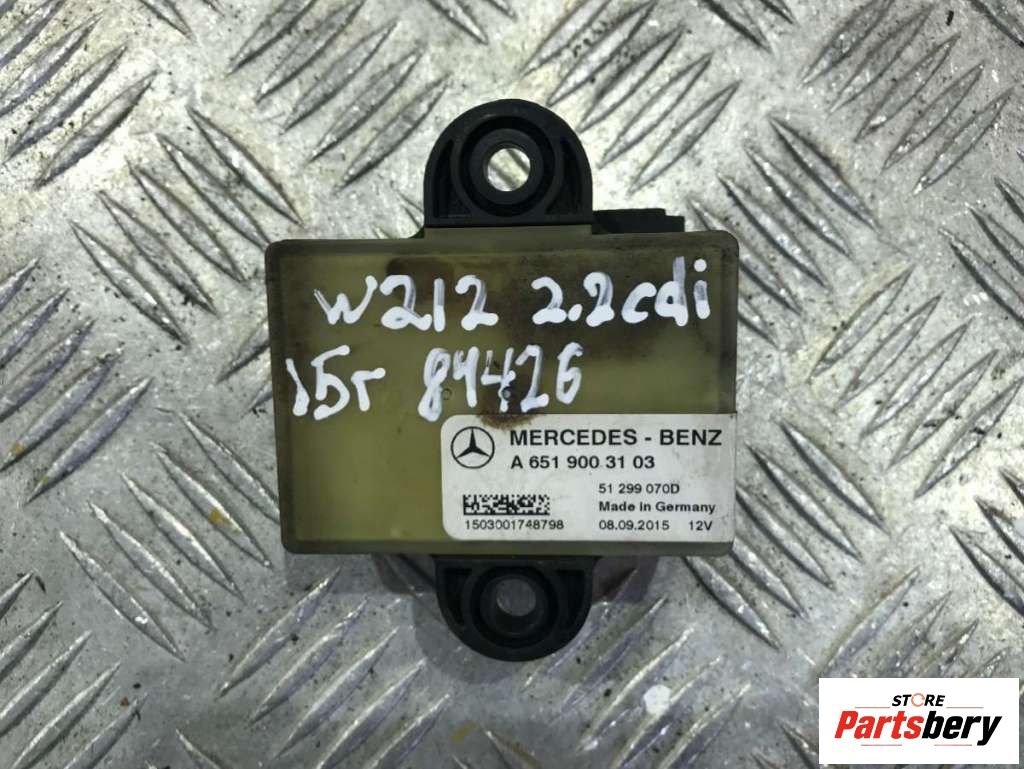 W212 2.2cdi
15г 84426
MERCEDES - BENZ
A 651 900 31 03
51 299 070D
Made in Germany
1503001748798 08.09.2015 12V
STORE
Partsbery